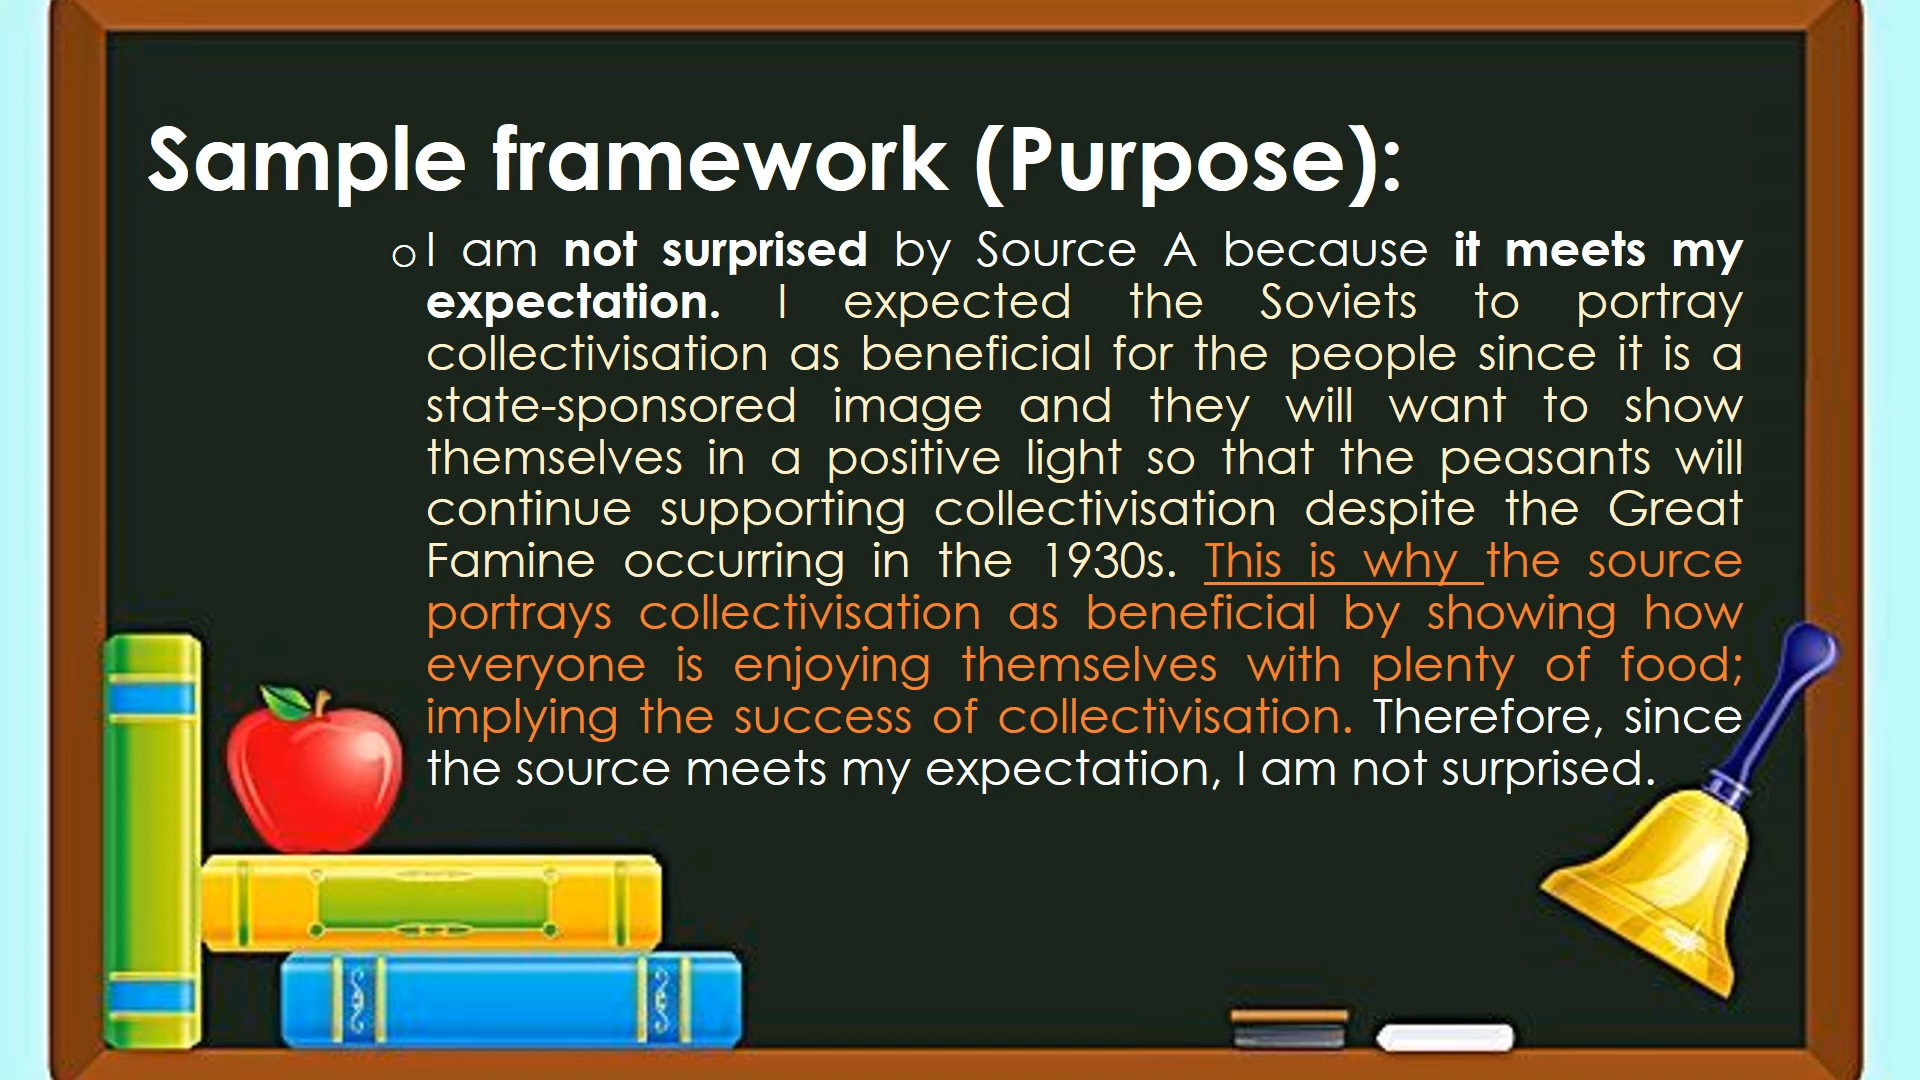 Sample framework (Purpose):
o I am not surprised by Source A because it meets my
expectation. I expected the Soviets to portray
collectivisation as beneficial for the people since it is a
state-sponsored image and they will want to show
themselves in a positive light so that the peasants will
continue supporting collectivisation despite the Great
Famine occurring in the 1930s. This is why the source
portrays collectivisation as beneficial by showing how
everyone is enjoying themselves with plenty of food;
implying the success of collectivisation. Therefore, since
the source meets my expectation, I am not surprised.